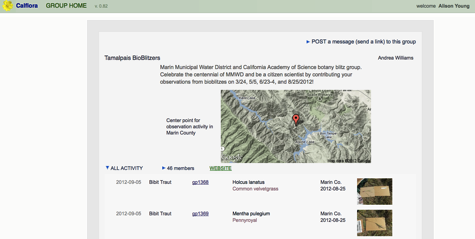 Calflora GROUP HOME v. 0.02 welcome Alison Young
▸ POST a message (send a link) to this group
Tamalpais BioBlitzers Andrea Williams
Marin Municipal Water District and California Academy of Science botany blitz group.
Celebrate the centennial of MMWD and be a citizen scientist by contributing your
observations from bioblitzes on 3/24, 5/5, 6/23-4, and 8/25/2012!
Center point for
observation activity in
Marin County
▾ ALL ACTIVITY ▸ 46 members WEBSITE
2012-09-05 Bibit Traut gp1368 Holcus lanatus Marin Co.
Common velvetgrass 2012-08-25
2012-09-05 Bibit Traut gp1369 Mentha pulegium Marin Co.
Pennyroyal 2012-08-25